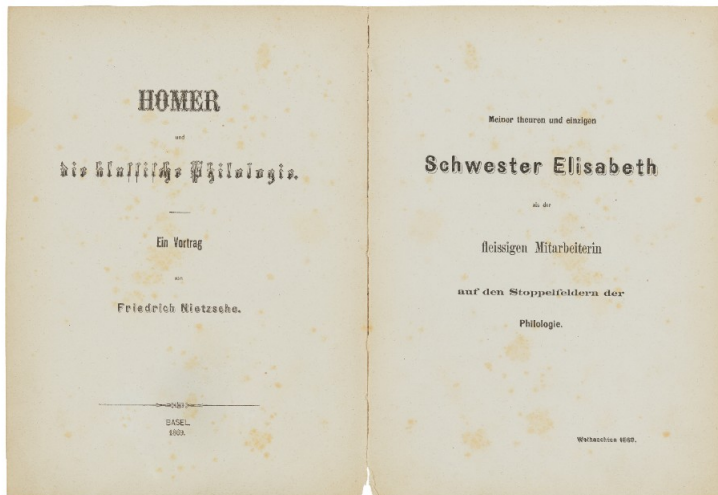 HOMER
und
die klassische Philologie.
Ein Vortrag
von
Friedrich Nietzsche.
BASEL
1869.
Meiner theuren und einzigen
Schwester Elisabeth
als der
fleissigen Mitarbeiterin
auf den Stoppelfeldern der
Philologie.
Weihnachten 1869.